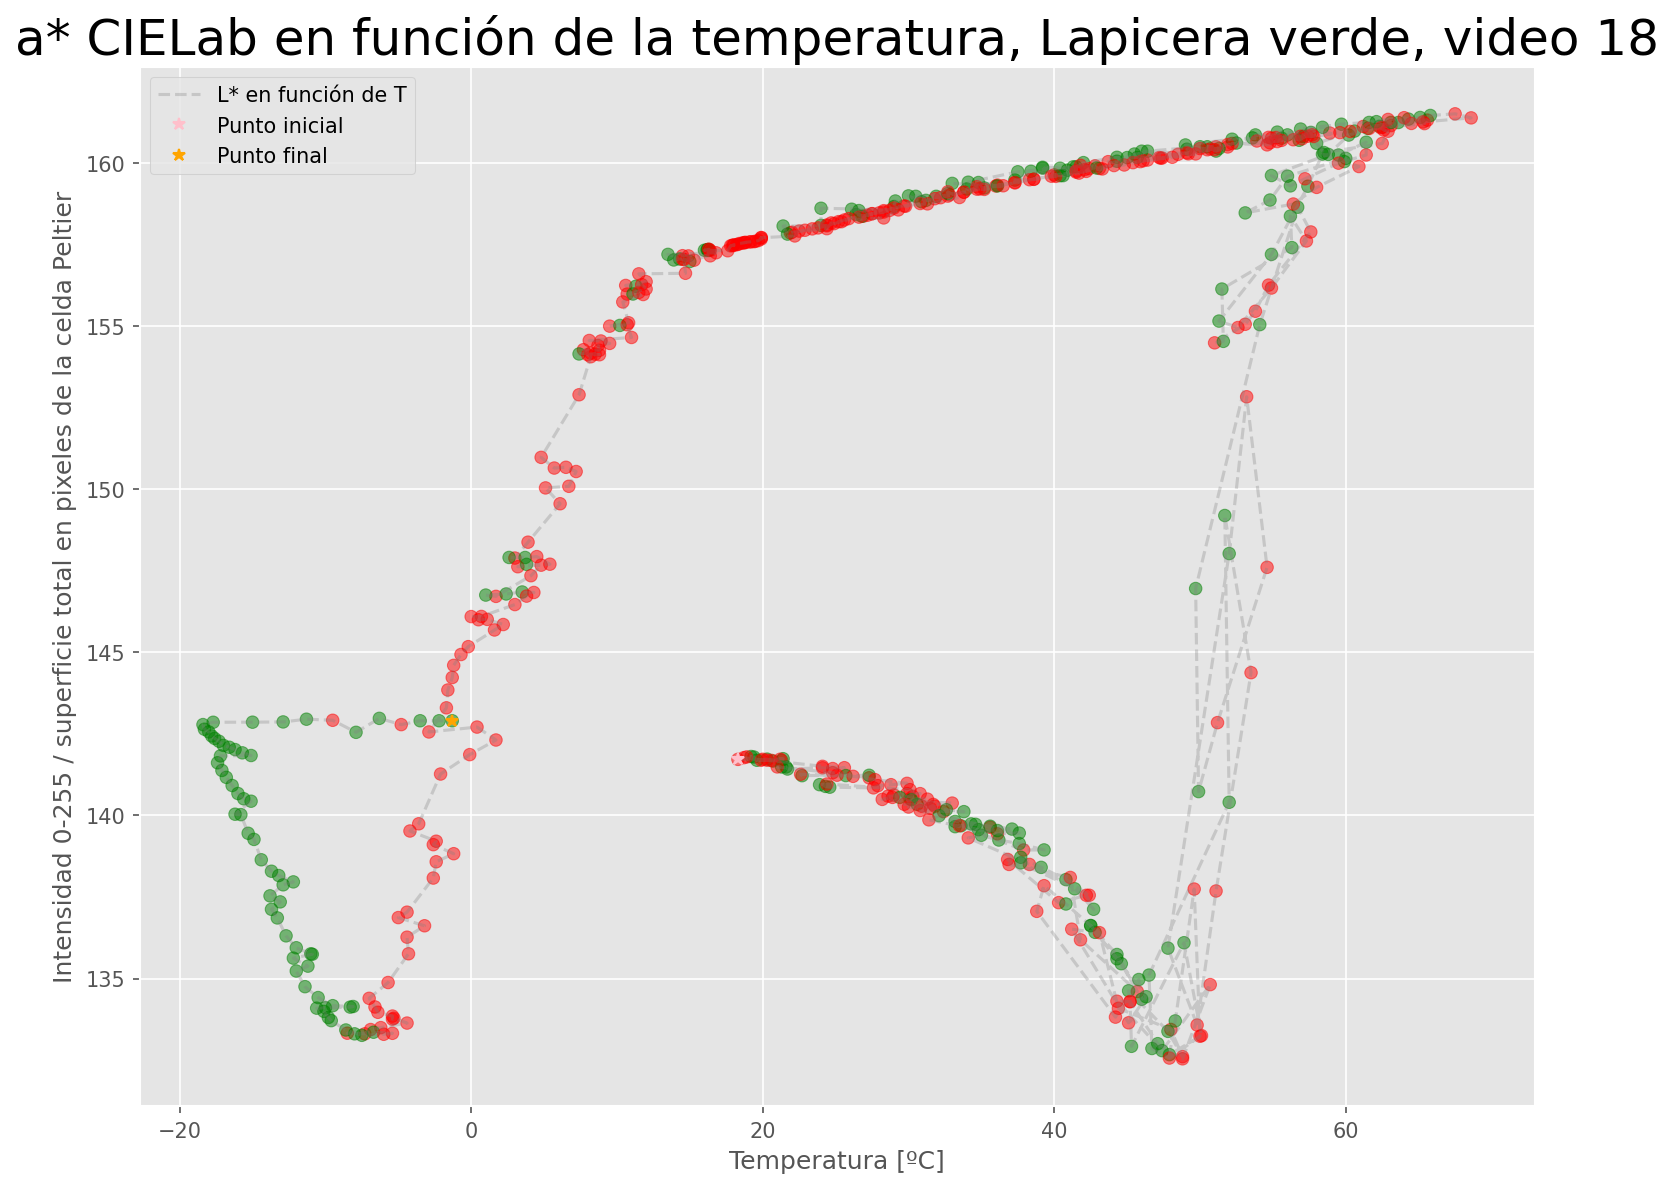 a* CIELab en función de la temperatura, Lapicera verde, video 18
L* en función de T
Punto inicial
Punto final
Intensidad 0-255 / superficie total en pixeles de la celda Peltier
160
155
150
145
140
135
−20
0
20
40
60
Temperatura [ºC]